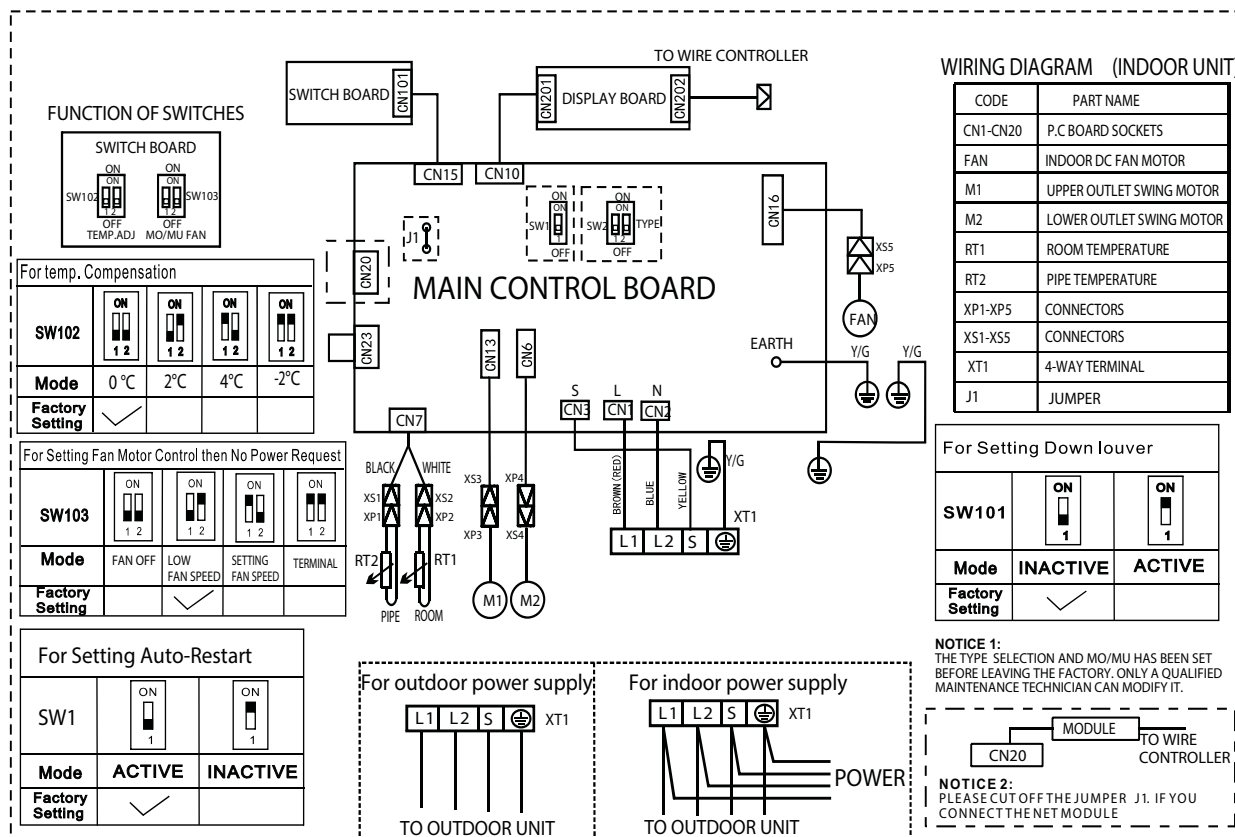 TO WIRE CONTROLLER
WIRING DIAGRAM (INDOOR UNIT)
SWITCH BOARD
CN101
CN201
DISPLAY BOARD
CN202
FUNCTION OF SWITCHES
SWITCH BOARD
ON
ON
ON
ON
SW102
SW103
1 2
1 2
OFF
OFF
TEMP.ADJ
MO/MU FAN
CN15
CN10
J1
ON
ON
SW1
1
OFF
ON
ON
SW2
TYPE
1 2
OFF
CN16
XS5
XP5
FAN
CN20
MAIN CONTROL BOARD
CN23
CN13
CN6
EARTH
Y/G
Y/G
S
L
N
CN3
CN1
CN2
CN7
BLACK
WHITE
XS1
XP1
XS2
XP2
RT2
RT1
PIPE
ROOM
XS3
XP3
XP4
XS4
M1
M2
BROWN(RED)
BLUE
YELLOW
Y/G
XT1
L1 L2 S
CODE PART NAME
CN1-CN20 P.C BOARD SOCKETS
FAN INDOOR DC FAN MOTOR
M1 UPPER OUTLET SWING MOTOR
M2 LOWER OUTLET SWING MOTOR
RT1 ROOM TEMPERATURE
RT2 PIPE TEMPERATURE
XP1-XP5 CONNECTORS
XS1-XS5 CONNECTORS
XT1 4-WAY TERMINAL
J1 JUMPER
For temp. Compensation
SW102
ON ON ON ON
1 2 1 2 1 2 1 2
Mode 0 °C 2°C 4°C -2°C
Factory
Setting
For Setting Fan Motor Control then No Power Request
SW103
ON ON ON ON
1 2 1 2 1 2 1 2
Mode FAN OFF LOW FAN SPEED SETTING FAN SPEED TERMINAL
Factory
Setting
For Setting Auto-Restart
SW1
ON ON
1 1
Mode ACTIVE INACTIVE
Factory
Setting
For outdoor power supply
L1 L2 S XT1
TO OUTDOOR UNIT
For indoor power supply
L1 L2 S XT1
POWER
TO OUTDOOR UNIT
For Setting Down louver
SW101
ON ON
1 1
Mode INACTIVE ACTIVE
Factory
Setting
NOTICE 1:
THE TYPE SELECTION AND MO/MU HAS BEEN SET
BEFORE LEAVING THE FACTORY. ONLY A QUALIFIED
MAINTENANCE TECHNICIAN CAN MODIFY IT.
MODULE
CN20
TO WIRE
CONTROLLER
NOTICE 2:
PLEASE CUT OFF THE JUMPER J1. IF YOU
CONNECT THE NET MODULE